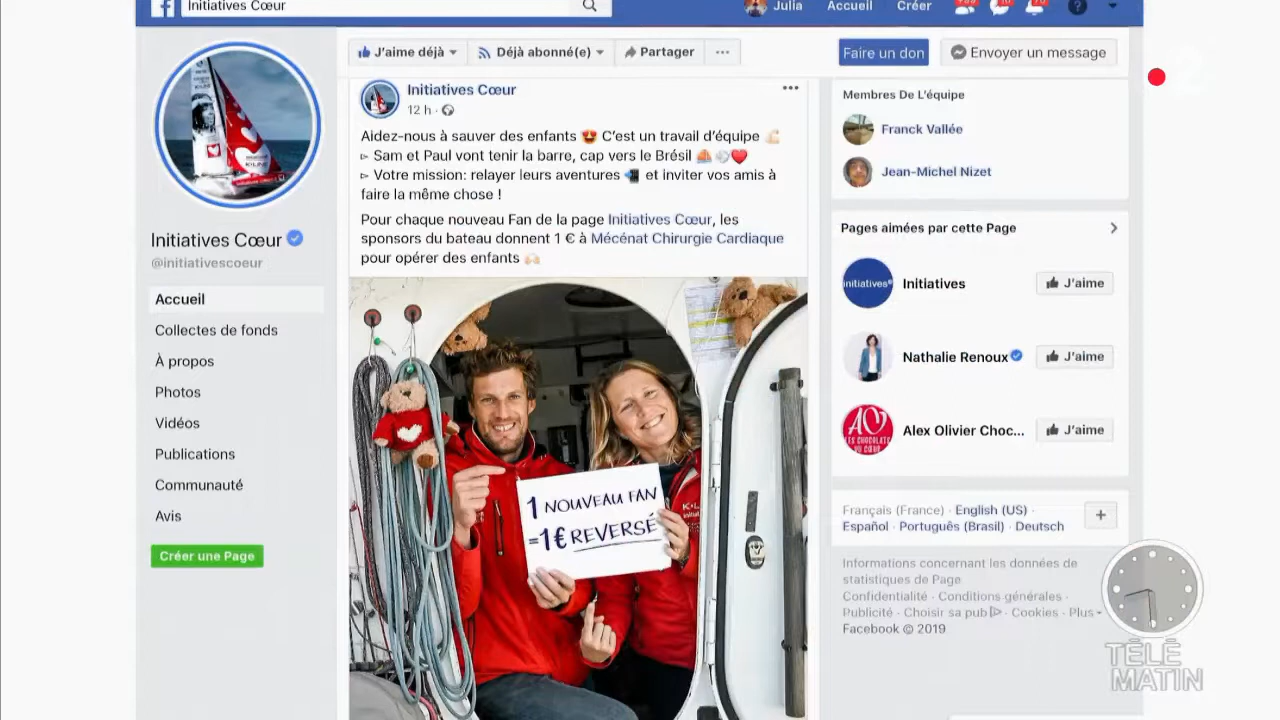 Initiatives Cœur
Julia
Accueil
Créer
J'aime déjà
Déjà abonné(e)
Partager
Faire un don
Envoyer un message
Initiatives Cœur
@initiativescoeur
Accueil
Collectes de fonds
À propos
Photos
Vidéos
Publications
Communauté
Avis
Créer une Page
Initiatives Cœur
12 h
Aidez-nous à sauver des enfants 😍 C'est un travail d'équipe 💪🏻
▻ Sam et Paul vont tenir la barre, cap vers le Brésil ⛵💨❤️
▻ Votre mission: relayer leurs aventures 📲 et inviter vos amis à
faire la même chose !
Pour chaque nouveau Fan de la page Initiatives Cœur, les
sponsors du bateau donnent 1 € à Mécénat Chirurgie Cardiaque
pour opérer des enfants 🙌🏻
1 NOUVEAU FAN
=1€ REVERSÉ
Membres De L'équipe
Franck Vallée
Jean-Michel Nizet
Pages aimées par cette Page
initiatives
Initiatives
J'aime
Nathalie Renoux
J'aime
LES CHOCOLATS
DU CŒUR
Alex Olivier Choc...
J'aime
Français (France) · English (US) ·
Español · Português (Brasil) · Deutsch
Informations concernant les données de
statistiques de Page
Confidentialité · Conditions générales ·
Publicité · Choisir sa pub · Cookies · Plus
Facebook © 2019
TÉLÉ
MATIN